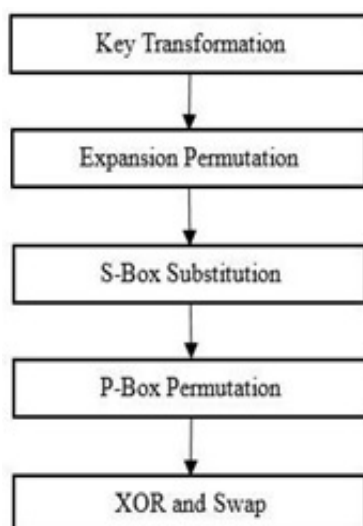 Key Transformation
Expansion Permutation
S-Box Substitution
P-Box Permutation
XOR and Swap